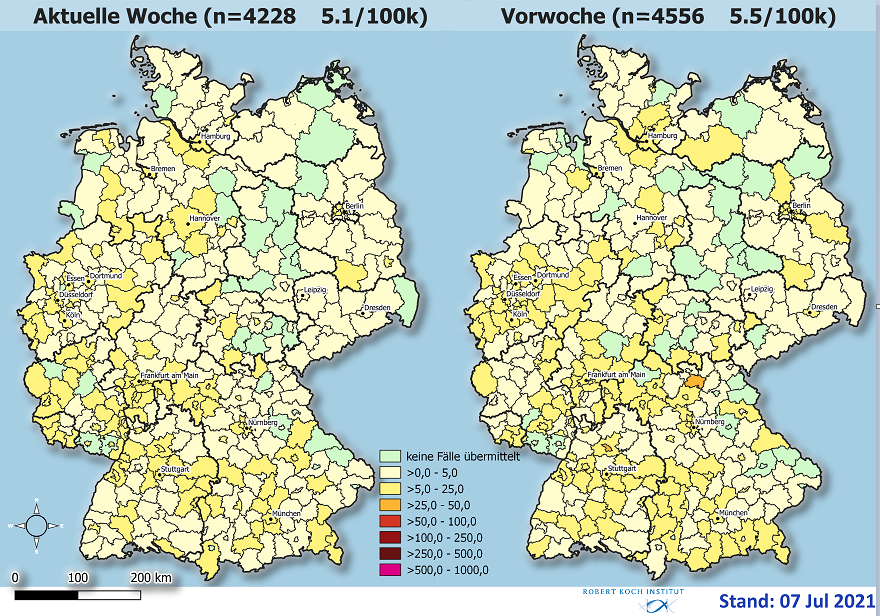 Aktuelle Woche (n=4228 5.1/100k)
Vorwoche (n=4556 5.5/100k)
Hamburg
Bremen
Berlin
Hannover
Essen
Dortmund
Düsseldorf
Köln
Leipzig
Dresden
Frankfurt am Main
Nürnberg
Stuttgart
München
Hamburg
Bremen
Berlin
Hannover
Essen
Dortmund
Düsseldorf
Köln
Leipzig
Dresden
Frankfurt am Main
Nürnberg
Stuttgart
München
keine Fälle übermittelt
>0,0 - 5,0
>5,0 - 25,0
>25,0 - 50,0
>50,0 - 100,0
>100,0 - 250,0
>250,0 - 500,0
>500,0 - 1000,0
N
W E
S
0 100 200 km
ROBERT KOCH INSTITUT
Stand: 07 Jul 2021